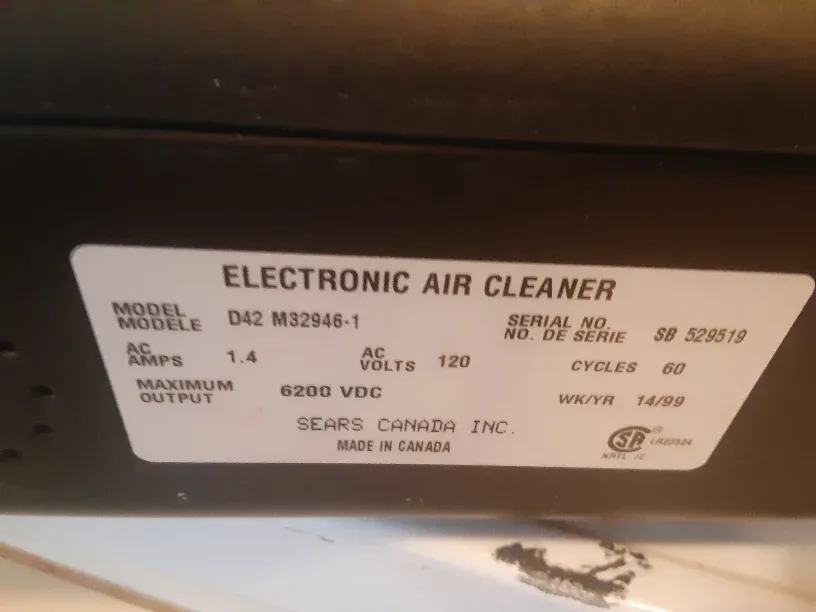 ELECTRONIC AIR CLEANER
MODEL
MODELE D42 M32946-1
SERIAL NO.
NO. DE SERIE SB 529519
AC
AMPS 1.4
AC
VOLTS 120
CYCLES 60
MAXIMUM
OUTPUT 6200 VDC
WK/YR 14/99
SEARS CANADA INC.
MADE IN CANADA
SA ®
NRTL